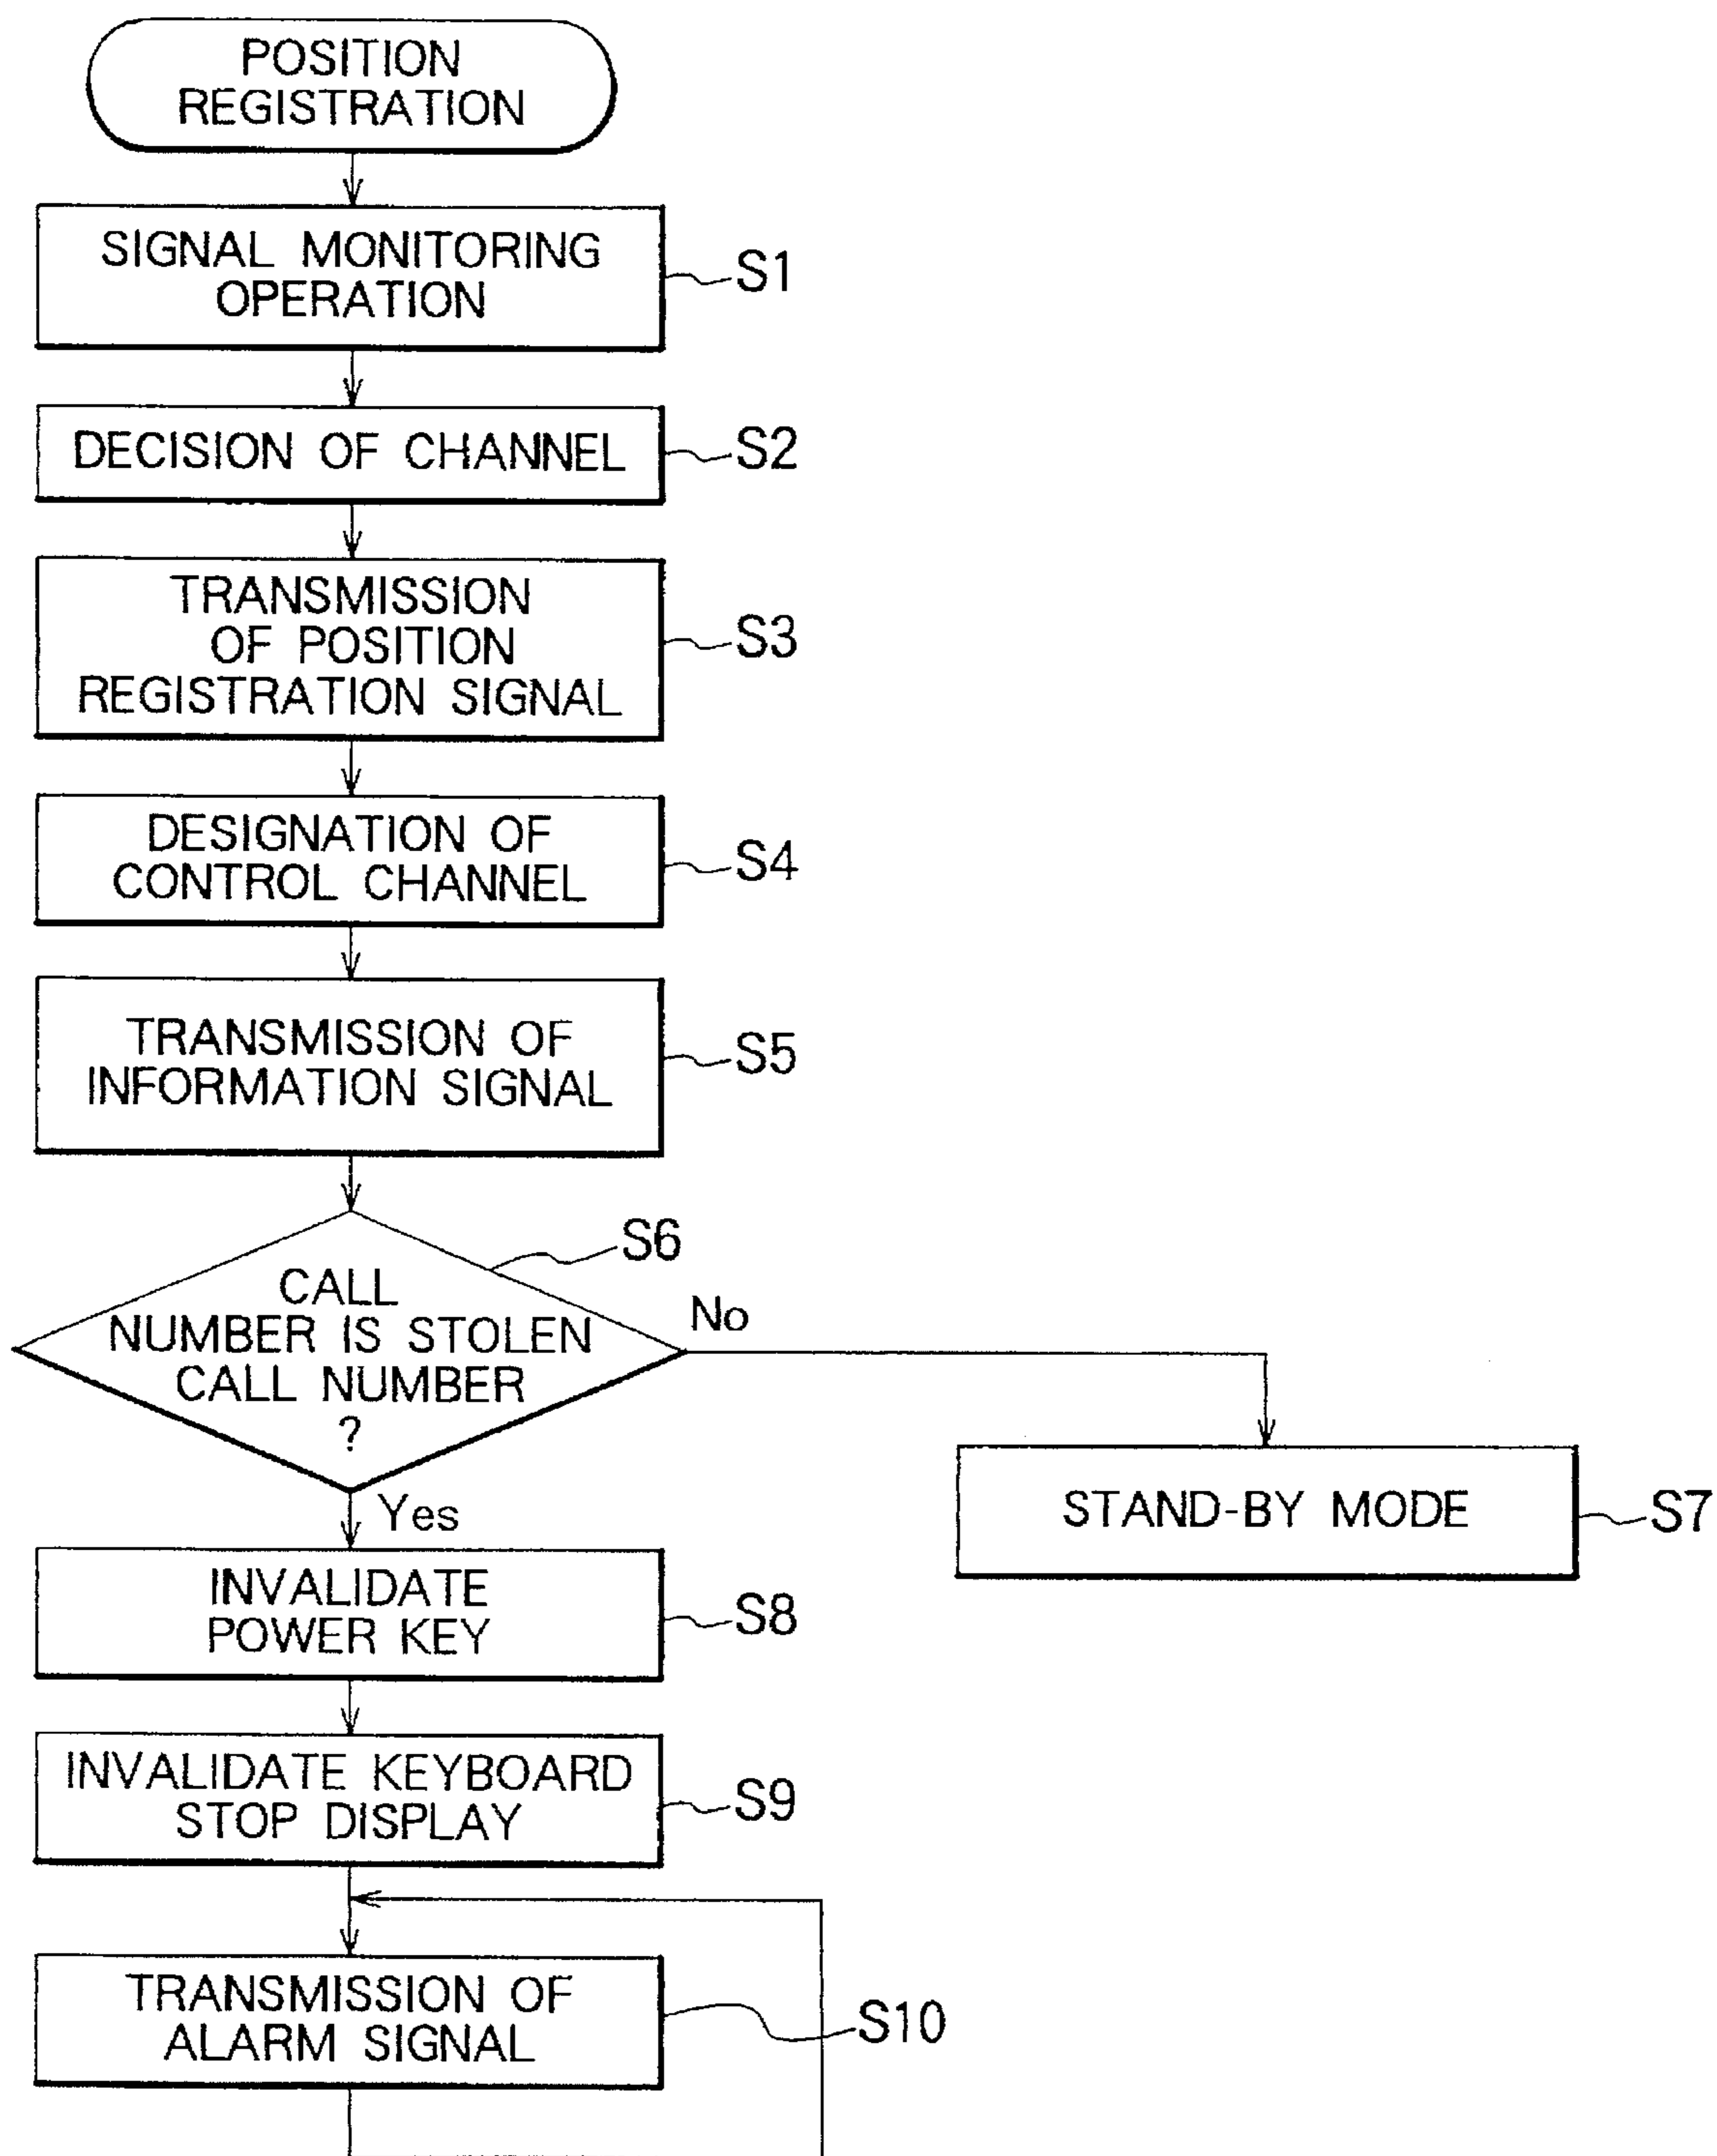 POSITION
REGISTRATION
SIGNAL MONITORING
OPERATION
S1
DECISION OF CHANNEL
S2
TRANSMISSION
OF POSITION
REGISTRATION SIGNAL
S3
DESIGNATION OF
CONTROL CHANNEL
S4
TRANSMISSION OF
INFORMATION SIGNAL
S5
S6
CALL
NUMBER IS STOLEN
CALL NUMBER
?
No
Yes
STAND-BY MODE
S7
INVALIDATE
POWER KEY
S8
INVALIDATE KEYBOARD
STOP DISPLAY
S9
TRANSMISSION OF
ALARM SIGNAL
S10